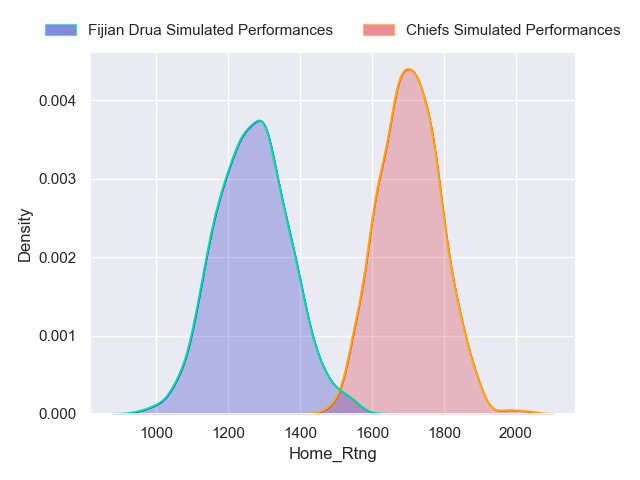 Fijian Drua Simulated Performances
Chiefs Simulated Performances
0.004
0.003
0.002
0.001
0.000
Density
1000 1200 1400 1600 1800 2000
Home_Rtng